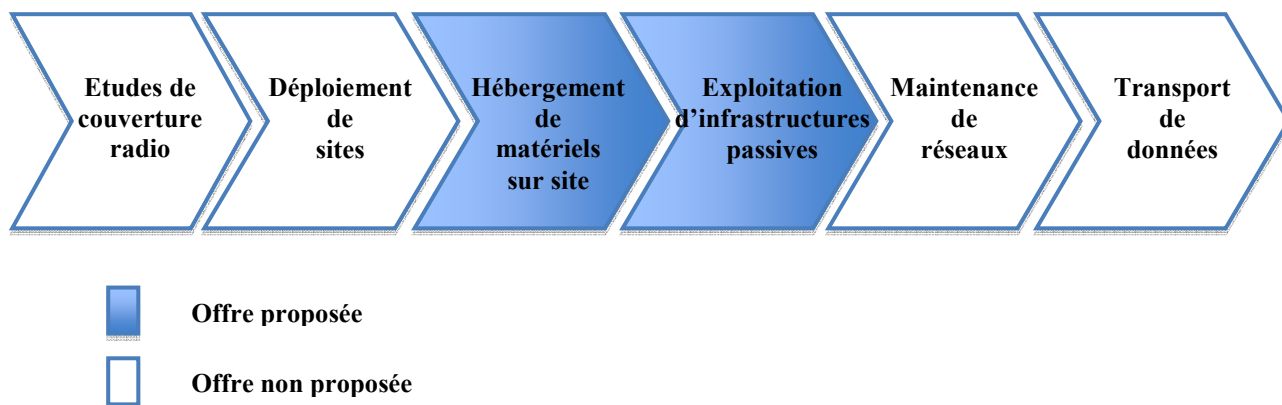 Etudes de
couverture
radio
Déploiement
de
sites
Hébergement
de
matériels
sur site
Exploitation
d’infrastructures
passives
Maintenance
de
réseaux
Transport
de
données
Offre proposée
Offre non proposée